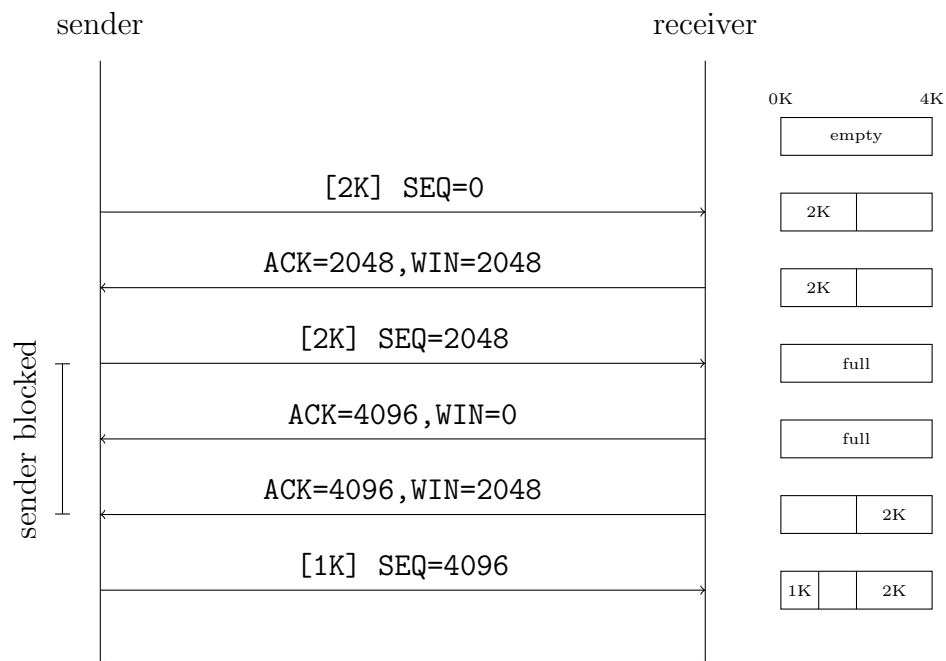 sender
receiver
0K 4K
empty
[2K] SEQ=0
2K
ACK=2048,WIN=2048
2K
[2K] SEQ=2048
full
sender blocked
ACK=4096,WIN=0
full
ACK=4096,WIN=2048
2K
[1K] SEQ=4096
1K 2K